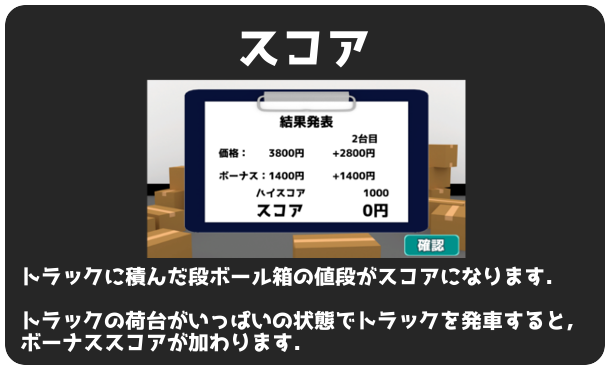 スコア
結果発表
2台目
価格： 3800円 +2800円
ボーナス：1400円 +1400円
ハイスコア 1000
スコア 0円
確認
トラックに積んだ段ボール箱の値段がスコアになります．
トラックの荷台がいっぱいの状態でトラックを発車すると，
ボーナススコアが加わります．